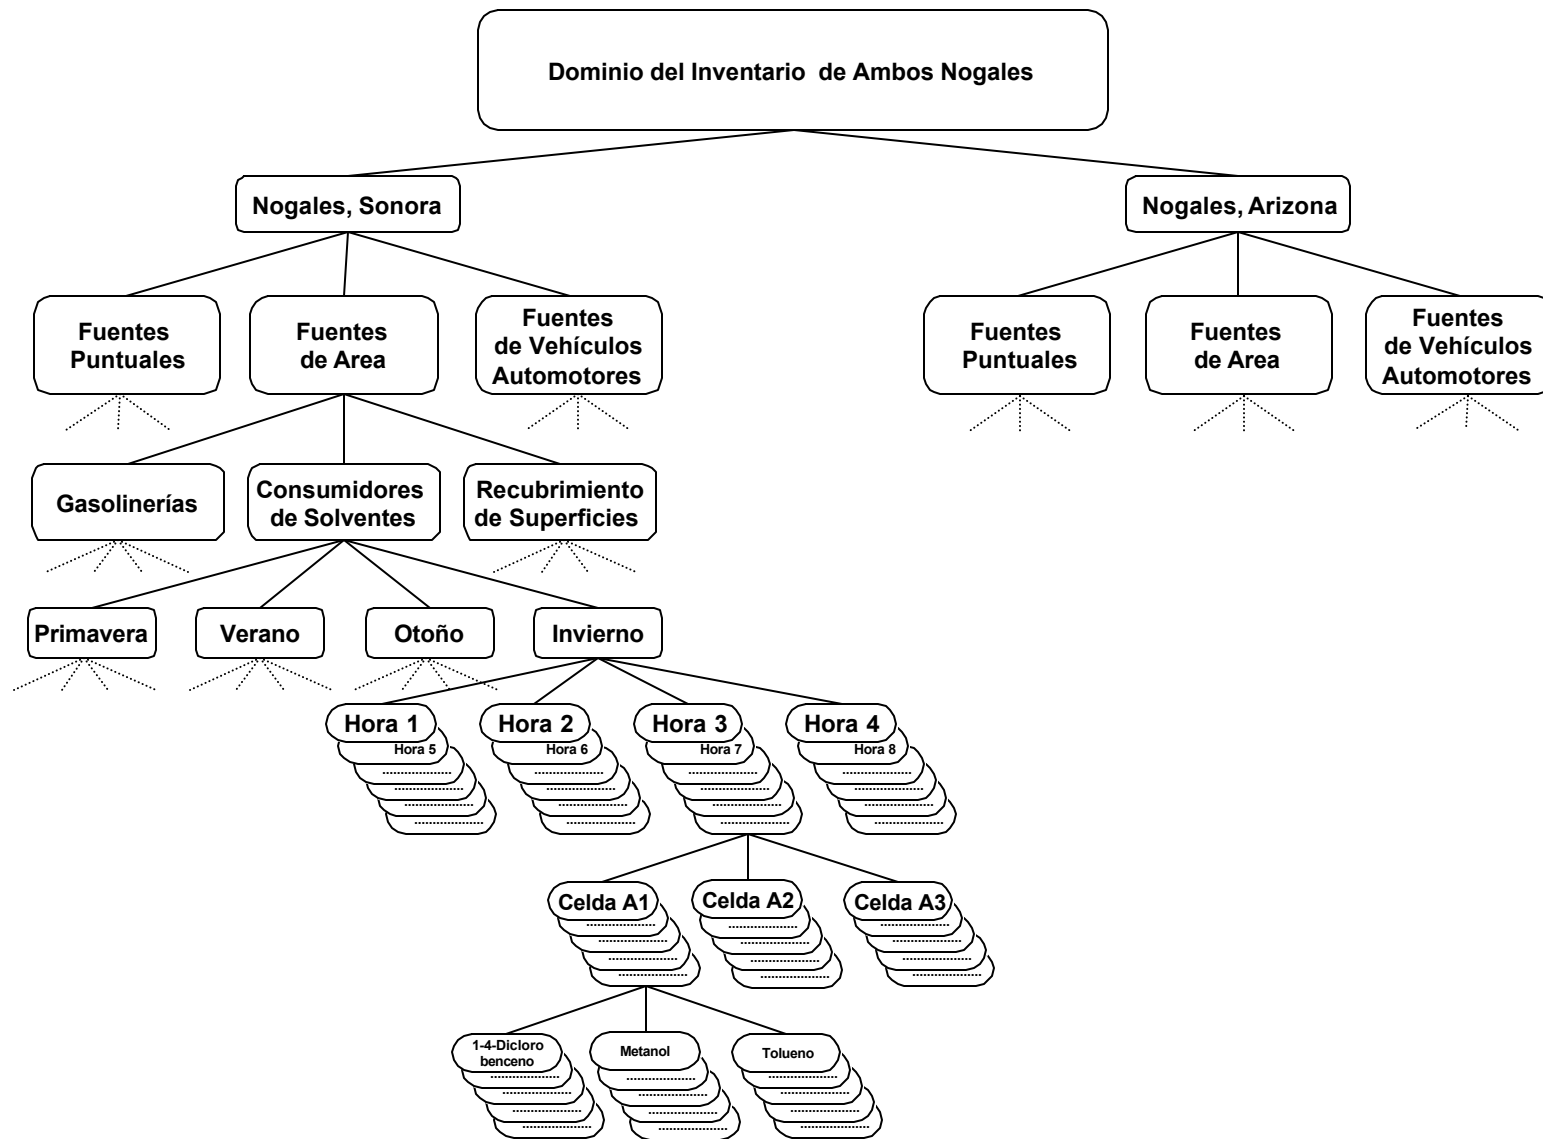 Dominio del Inventario de Ambos Nogales
Nogales, Sonora
Nogales, Arizona
Fuentes
Puntuales
Fuentes
de Area
Fuentes
de Vehículos
Automotores
Fuentes
Puntuales
Fuentes
de Area
Fuentes
de Vehículos
Automotores
Gasolinerías
Consumidores
de Solventes
Recubrimiento
de Superficies
Primavera
Verano
Otoño
Invierno
Hora 1
Hora 2
Hora 3
Hora 4
Hora 5
Hora 6
Hora 7
Hora 8
Celda A1
Celda A2
Celda A3
1-4-Dicloro
benceno
Metanol
Tolueno